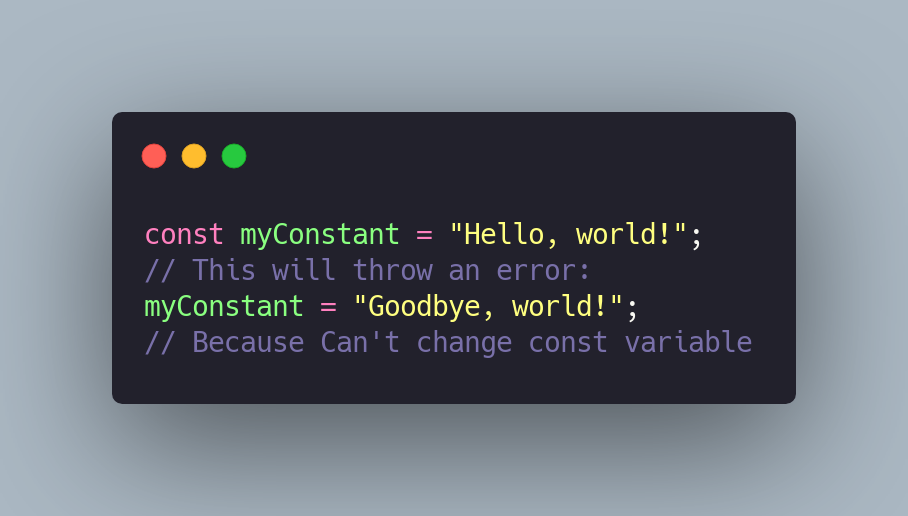 const myConstant = "Hello, world!";
// This will throw an error:
myConstant = "Goodbye, world!";
// Because Can't change const variable